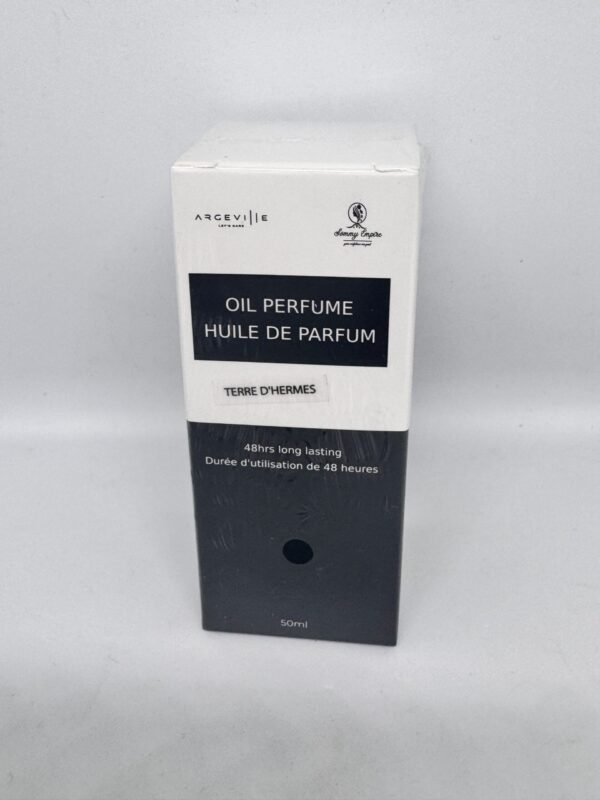 ARGEVILLE
LET'S DARE
Sommy Empire
OIL PERFUME
HUILE DE PARFUM
TERRE D'HERMES
48hrs long lasting
Durée d'utilisation de 48 heures
50ml